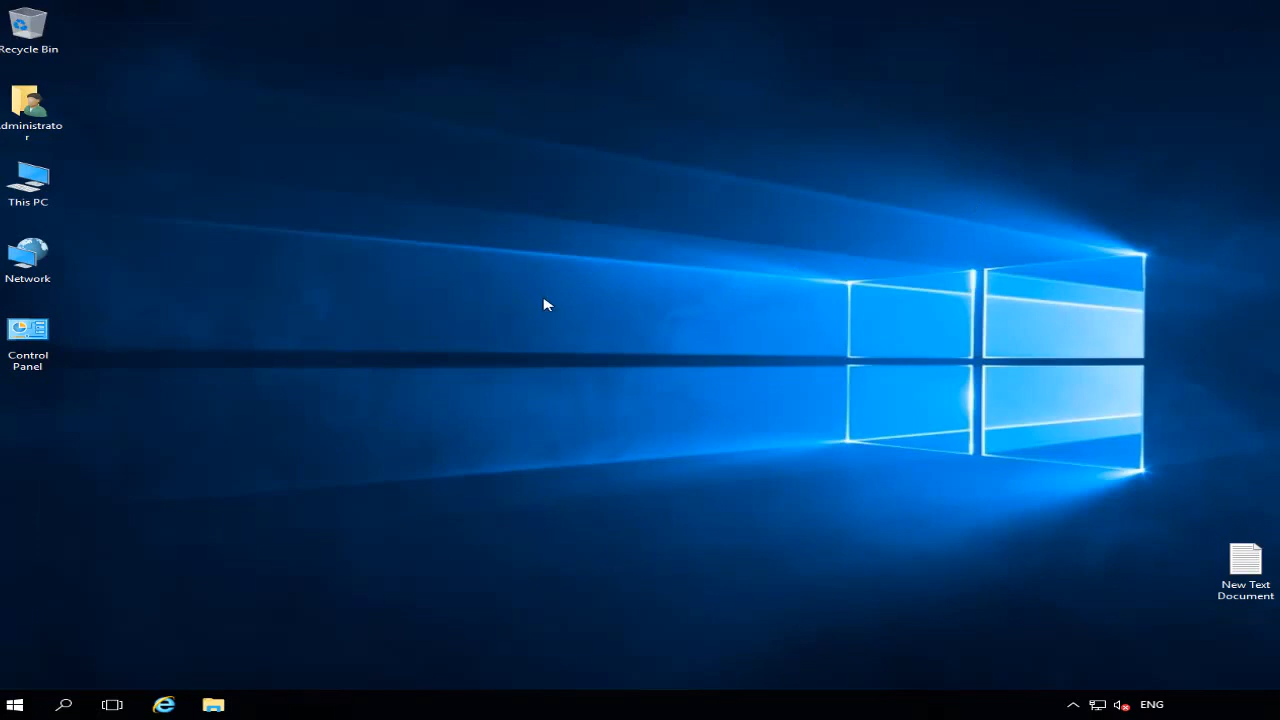 Recycle Bin
dministrato
r
This PC
Network
Control
Panel
New Text
Document
ENG